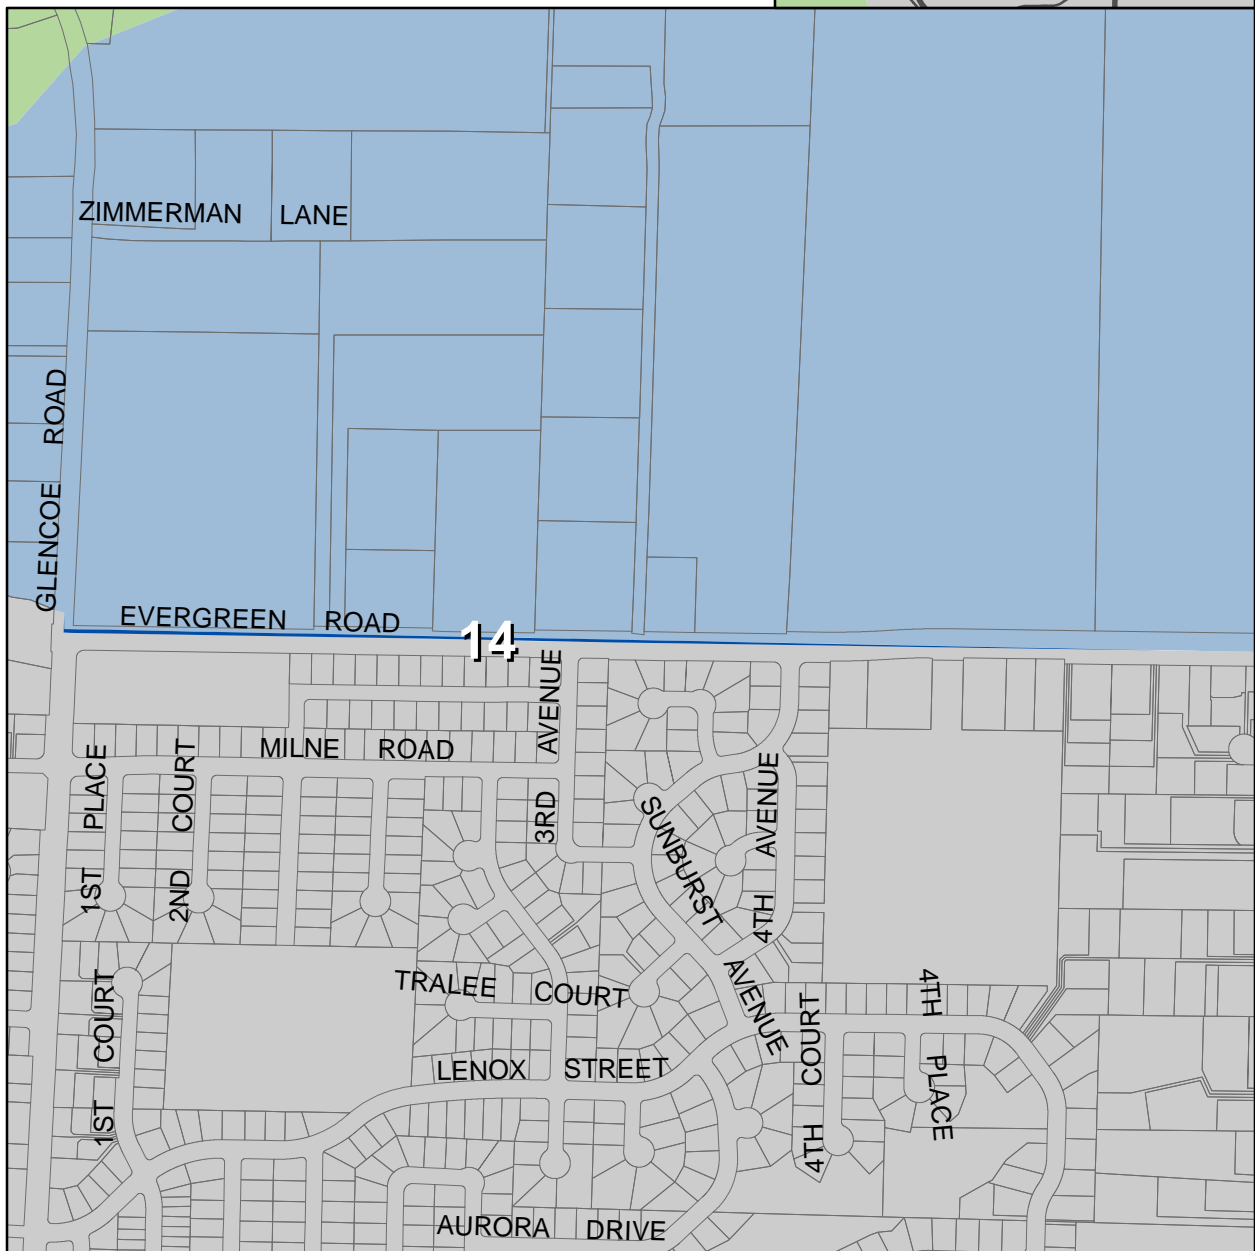 ZIMMERMAN LANE
GLENCOE ROAD
EVERGREEN ROAD
14
3RD AVENUE
MILNE ROAD
1ST PLACE
2ND COURT
SUNBURST AVENUE
4TH AVENUE
TRALEE COURT
4TH PLACE
1ST COURT
4TH COURT
LENOX STREET
AURORA DRIVE